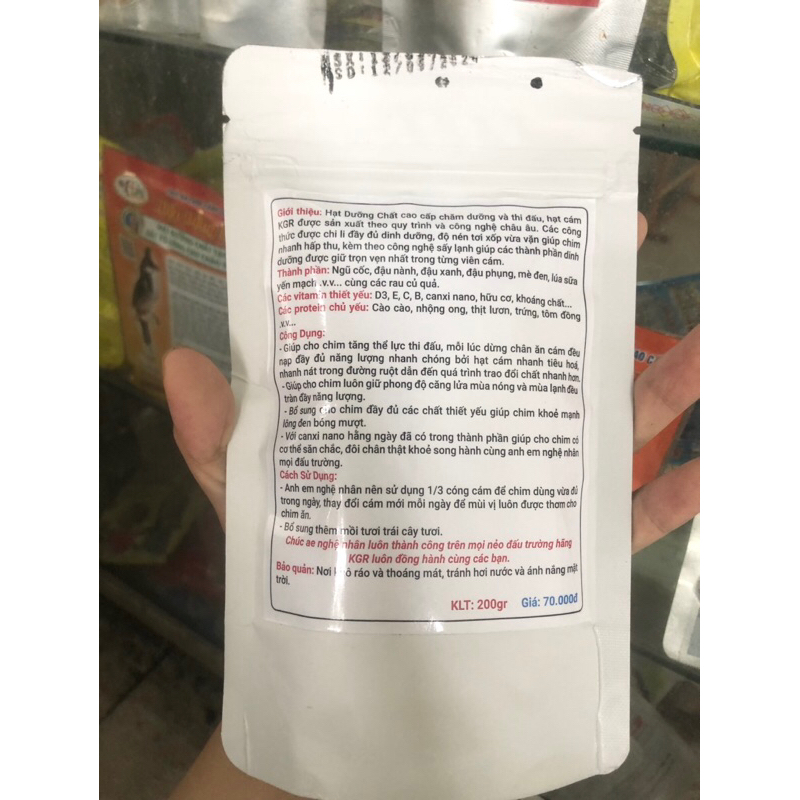 Giới thiệu: Hạt Dưỡng Chất cao cấp chăm dưỡng và thi đấu, hạt cám
KGR được sản xuất theo quy trình và công nghệ châu âu. Các công
thức được chi li đầy đủ dinh dưỡng, độ nén tơi xốp vừa vặn giúp chim
nhanh hấp thu, kèm theo công nghệ sấy lạnh giúp các thành phần dinh
dưỡng được giữ trọn vẹn nhất trong từng viên cám.
Thành phần: Ngũ cốc, đậu nành, đậu xanh, đậu phụng, mè đen, lúa sữa
yến mạch .v.v... cùng các rau củ quả.
Các vitamin thiết yếu: D3, E, C, B, canxi nano, hữu cơ, khoáng chất...
Các protein chủ yếu: Cào cào, nhộng ong, thịt lươn, trứng, tôm đồng
.v.v...
Công Dụng:
- Giúp cho chim tăng thể lực thi đấu, mỗi lúc dừng chân ăn cám đều
nạp đầy đủ năng lượng nhanh chóng bởi hạt cám nhanh tiêu hoá,
nhanh nát trong đường ruột dẫn đến quá trình trao đổi chất nhanh hơn.
- Giúp cho chim luôn giữ phong độ căng lửa mùa nóng và mùa lạnh đều
tràn đầy năng lượng.
- Bổ sung cho chim đầy đủ các chất thiết yếu giúp chim khoẻ mạnh
lông đen bóng mượt.
- Với canxi nano hằng ngày đã có trong thành phần giúp cho chim có
cơ thể săn chắc, đôi chân thật khoẻ song hành cùng anh em nghệ nhân
mọi đấu trường.
Cách Sử Dụng:
- Anh em nghệ nhân nên sử dụng 1/3 cóng cám để chim dùng vừa đủ
trong ngày, thay đổi cám mới mỗi ngày để mùi vị luôn được thơm cho
chim ăn.
- Bổ sung thêm mồi tươi trái cây tươi.
Chúc ae nghệ nhân luôn thành công trên mọi nẻo đấu trường hãng
KGR luôn đồng hành cùng các bạn.
Bảo quản: Nơi khô ráo và thoáng mát, tránh hơi nước và ánh nắng mặt
trời.
KLT: 200gr Giá: 70.000đ